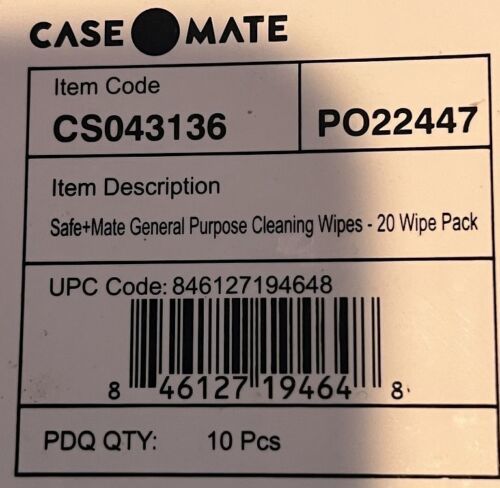 CASE MATE
Item Code
CS043136
PO22447
Item Description
Safe+Mate General Purpose Cleaning Wipes - 20 Wipe Pack
UPC Code: 846127194648
8 46127 19464 8
PDQ QTY: 10 Pcs